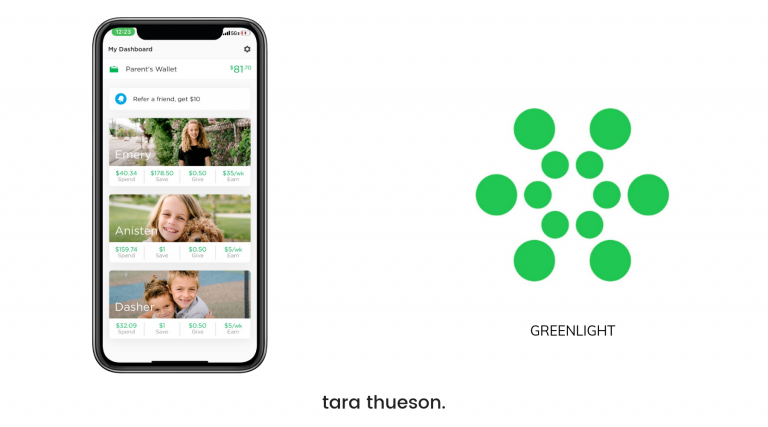 12:23
5G
My Dashboard
Parent's Wallet $81.70
Refer a friend, get $10
Emery
$40.34 $178.50 $0.50 $35/wk
Spend Save Give Earn
Anisten
$159.74 $1 $0.50 $5/wk
Spend Save Give Earn
Dasher
$32.09 $1 $0.50 $5/wk
Spend Save Give Earn
GREENLIGHT
tara thueson.